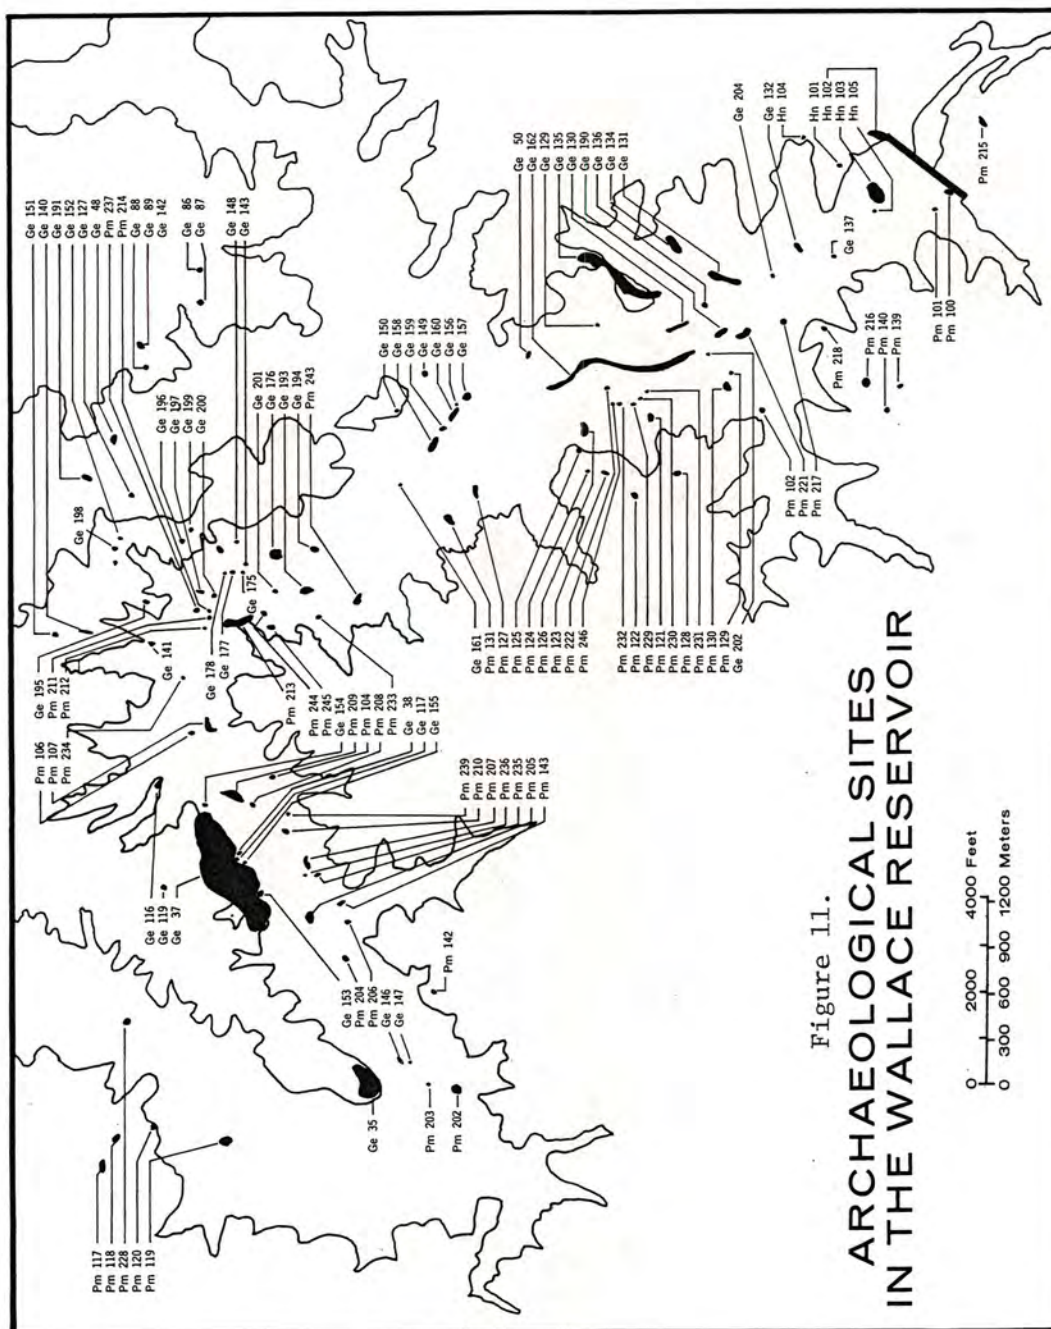 Ge 151
Ge 140
Ge 191
Ge 152
Ge 127
Ge 48
Pm 237
Pm 214
Ge 88
Ge 89
Ge 142
Ge 86
Ge 87
Ge 148
Ge 143
Ge 198
Ge 196
Ge 197
Ge 199
Ge 200
Ge 201
Ge 176
Ge 193
Ge 194
Pm 243
Ge 150
Ge 158
Ge 159
Ge 149
Ge 160
Ge 156
Ge 157
Ge 50
Ge 162
Ge 129
Ge 135
Ge 130
Ge 190
Ge 136
Ge 134
Ge 131
Ge 204
Ge 132
Hn 104
Hn 101
Hn 102
Hn 103
Hn 105
Pm 215
Ge 137
Pm 101
Pm 100
Pm 216
Pm 140
Pm 139
Pm 218
Pm 102
Pm 221
Pm 217
Ge 195
Pm 211
Pm 212
Ge 141
Ge 178
Ge 177
Ge 175
Pm 213
Pm 106
Pm 107
Pm 234
Pm 244
Pm 245
Ge 154
Pm 209
Pm 104
Pm 208
Pm 233
Ge 38
Ge 117
Ge 155
Ge 161
Pm 131
Pm 127
Pm 125
Pm 124
Pm 126
Pm 123
Pm 222
Pm 246
Pm 232
Pm 122
Pm 229
Pm 121
Pm 230
Pm 128
Pm 231
Pm 130
Pm 129
Ge 202
Pm 239
Pm 210
Pm 207
Pm 236
Pm 235
Pm 205
Pm 143
Ge 116
Ge 119
Ge 37
Ge 153
Pm 204
Pm 206
Ge 146
Ge 147
Pm 142
Ge 35
Pm 203
Pm 202
Pm 117
Pm 118
Pm 228
Pm 120
Pm 119
Figure 11.
ARCHAEOLOGICAL SITES
IN THE WALLACE RESERVOIR
0 2000 4000 Feet
0 300 600 900 1200 Meters